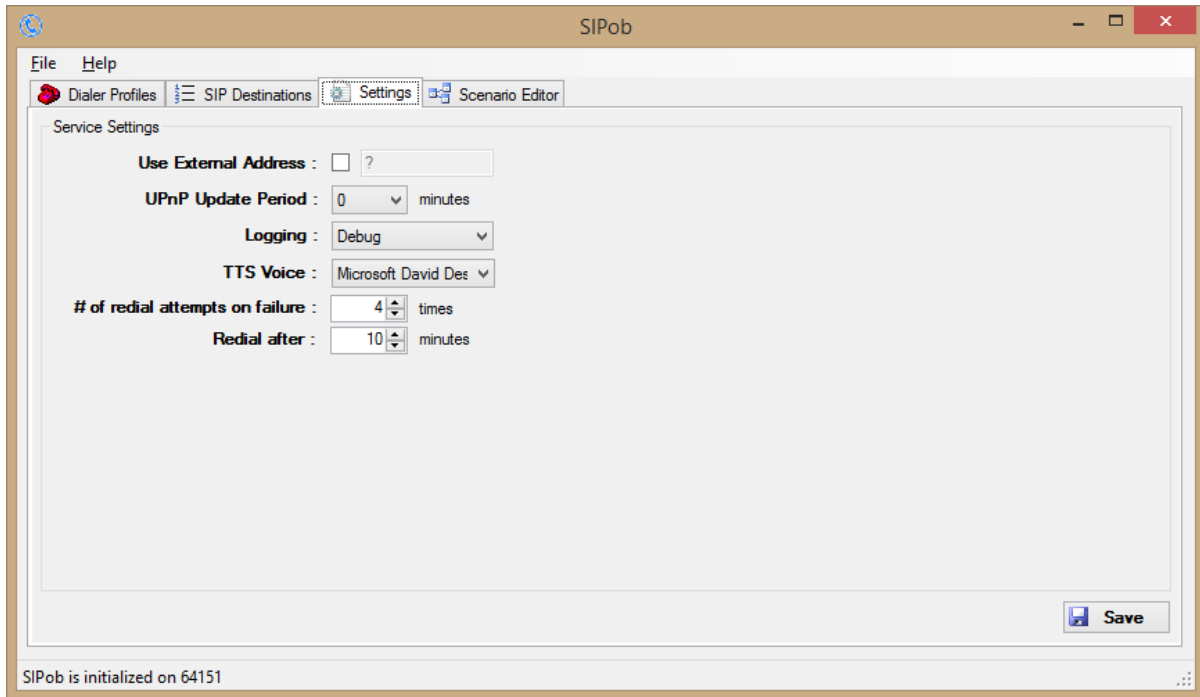 SIPob
File Help
Dialer Profiles SIP Destinations Settings Scenario Editor
Service Settings
Use External Address : ?
UPnP Update Period : 0 minutes
Logging : Debug
TTS Voice : Microsoft David Des
# of redial attempts on failure : 4 times
Redial after : 10 minutes
Save
SIPob is initialized on 64151